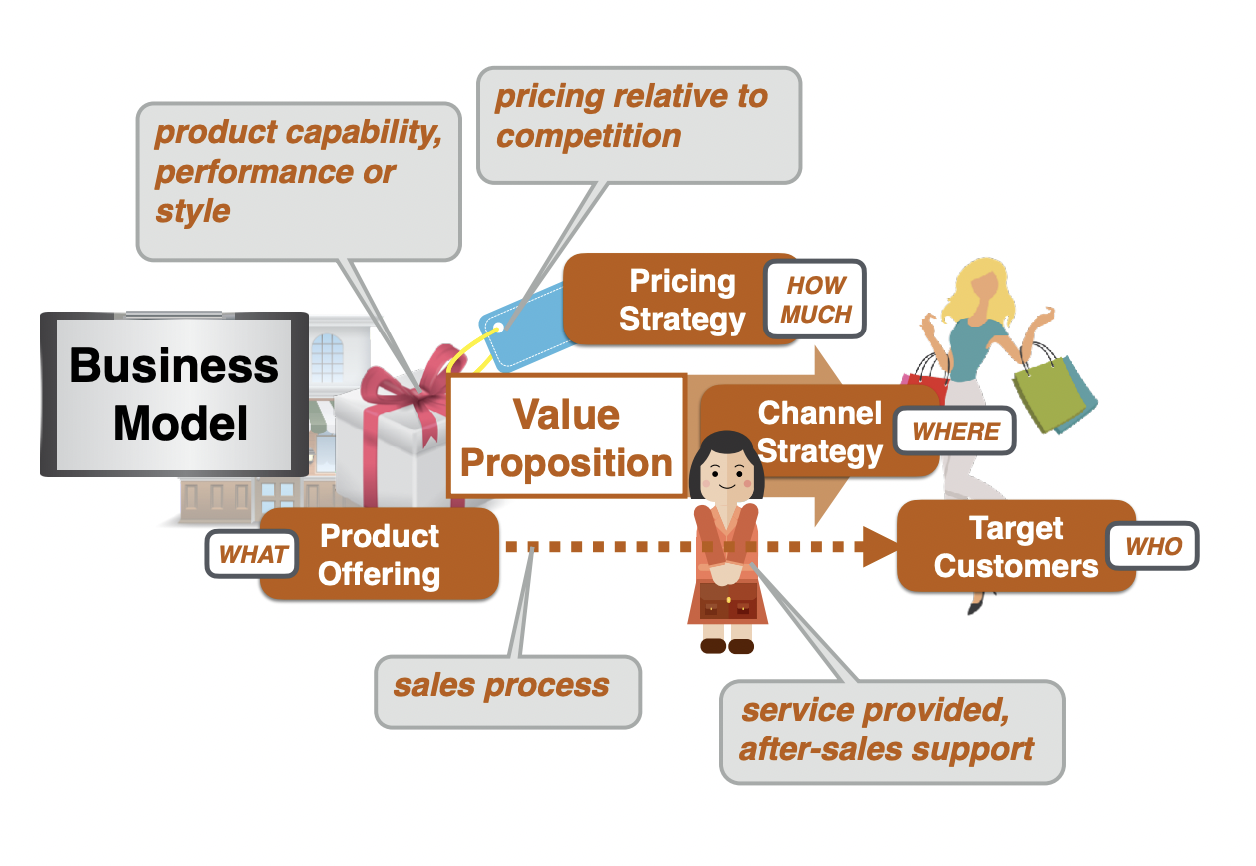 pricing relative to
competition
product capability,
performance or
style
Pricing
Strategy
HOW
MUCH
Business
Model
Value
Proposition
Channel
Strategy
WHERE
WHAT
Product
Offering
Target
Customers
WHO
sales process
service provided,
after-sales support